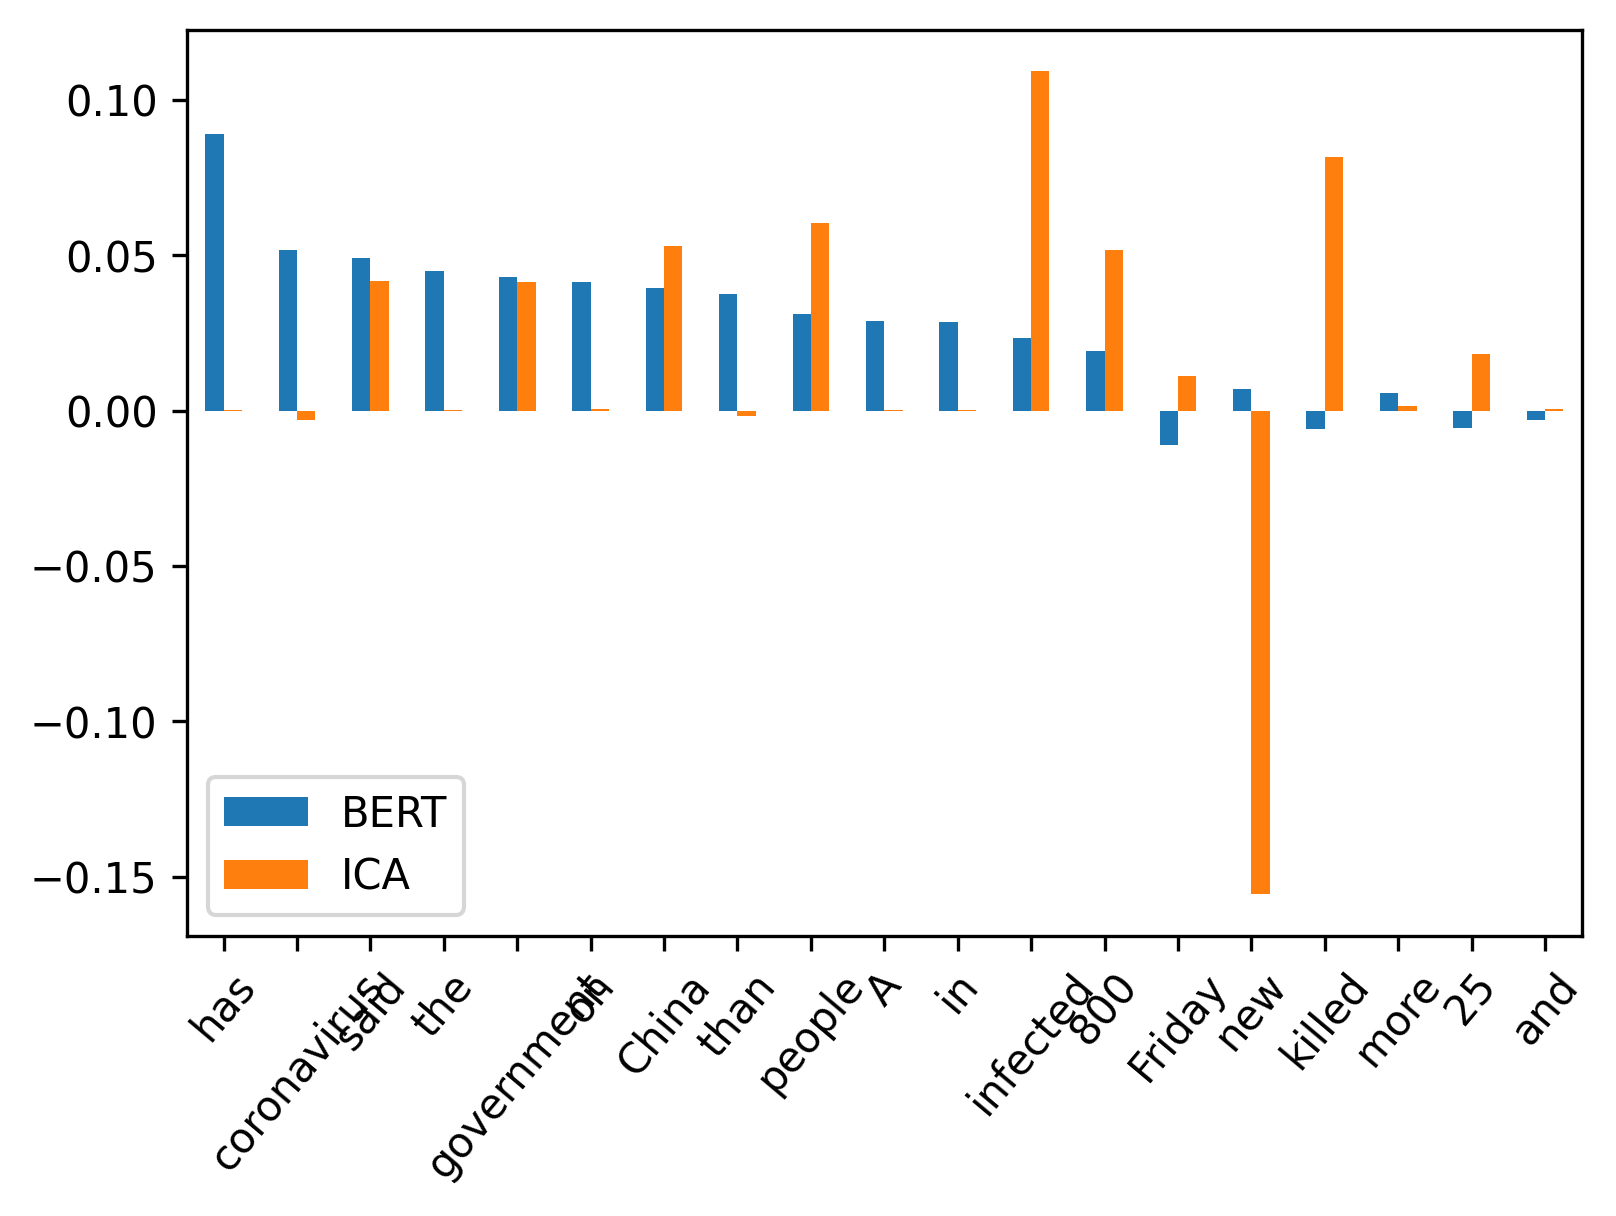 0.10
0.05
0.00
−0.05
−0.10
−0.15
BERT
ICA
has
coronavirus
said
the
government
on
China
than
people
A
in
infected
800
Friday
new
killed
more
25
and